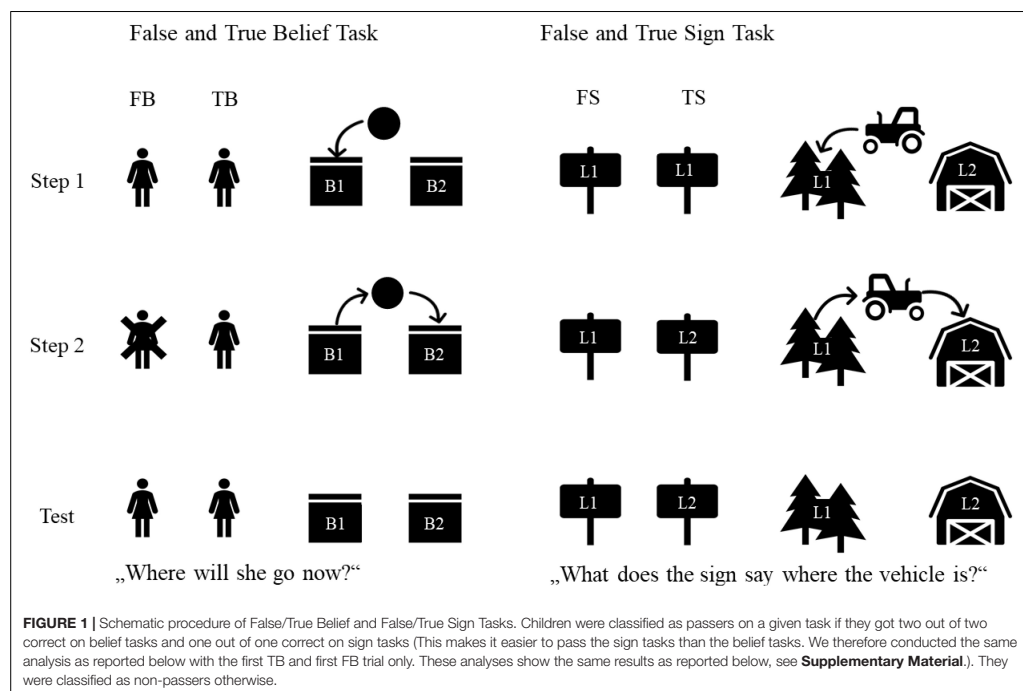 False and True Belief Task False and True Sign Task
FB TB FS TS
Step 1 B1 B2 L1 L1 L1 L2
Step 2 B1 B2 L1 L2 L1 L2
Test B1 B2 L1 L2 L1 L2
„Where will she go now?“ „What does the sign say where the vehicle is?“
FIGURE 1 | Schematic procedure of False/True Belief and False/True Sign Tasks. Children were classified as passers on a given task if they got two out of two
correct on belief tasks and one out of one correct on sign tasks (This makes it easier to pass the sign tasks than the belief tasks. We therefore conducted the same
analysis as reported below with the first TB and first FB trial only. These analyses show the same results as reported below, see Supplementary Material.). They
were classified as non-passers otherwise.